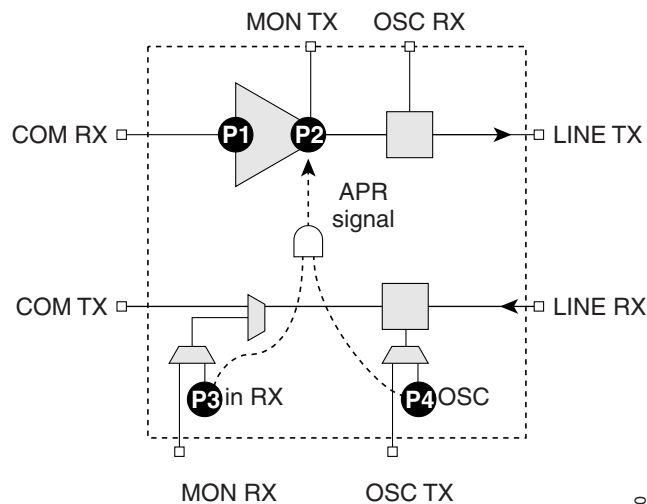 MON TX
OSC RX
COM RX
P1
P2
LINE TX
APR
signal
COM TX
LINE RX
P3
in RX
P4
OSC
MON RX
OSC TX
0